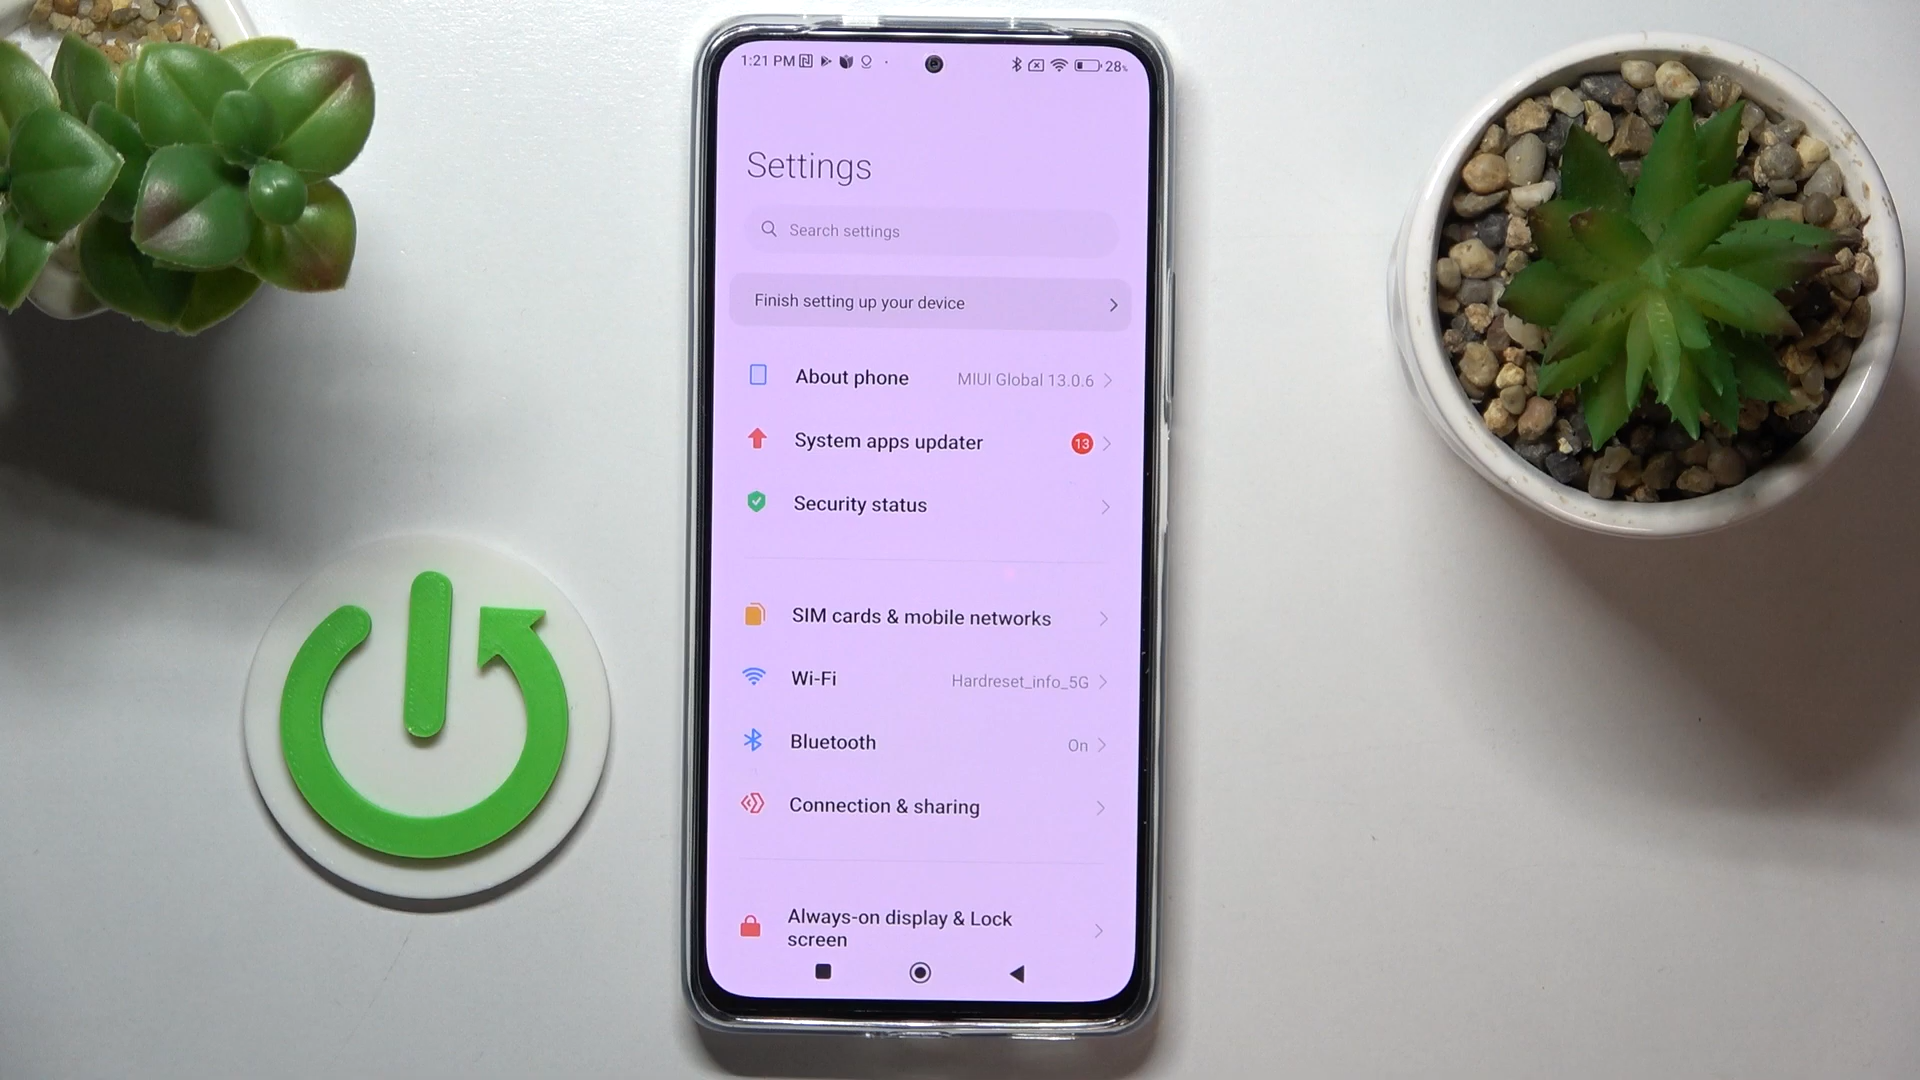 1:21 PM
28%
Settings
Search settings
Finish setting up your device
About phone MIUI Global 13.0.6
System apps updater 13
Security status
SIM cards & mobile networks
Wi-Fi Hardreset_info_5G
Bluetooth On
Connection & sharing
Always-on display & Lock
screen